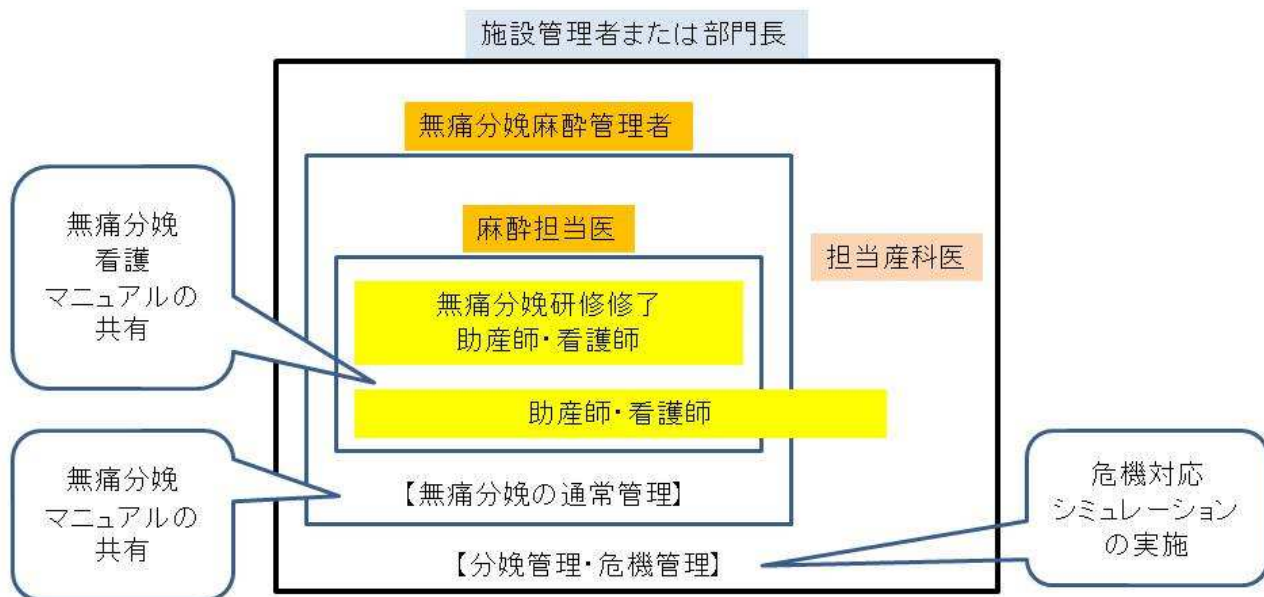 施設管理者または部門長
無痛分娩麻酔管理者
無痛分娩
看護
マニュアルの
共有
麻酔担当医
担当産科医
無痛分娩研修修了
助産師・看護師
助産師・看護師
無痛分娩
マニュアルの
共有
【無痛分娩の通常管理】
【分娩管理・危機管理】
危機対応
シミュレーション
の実施